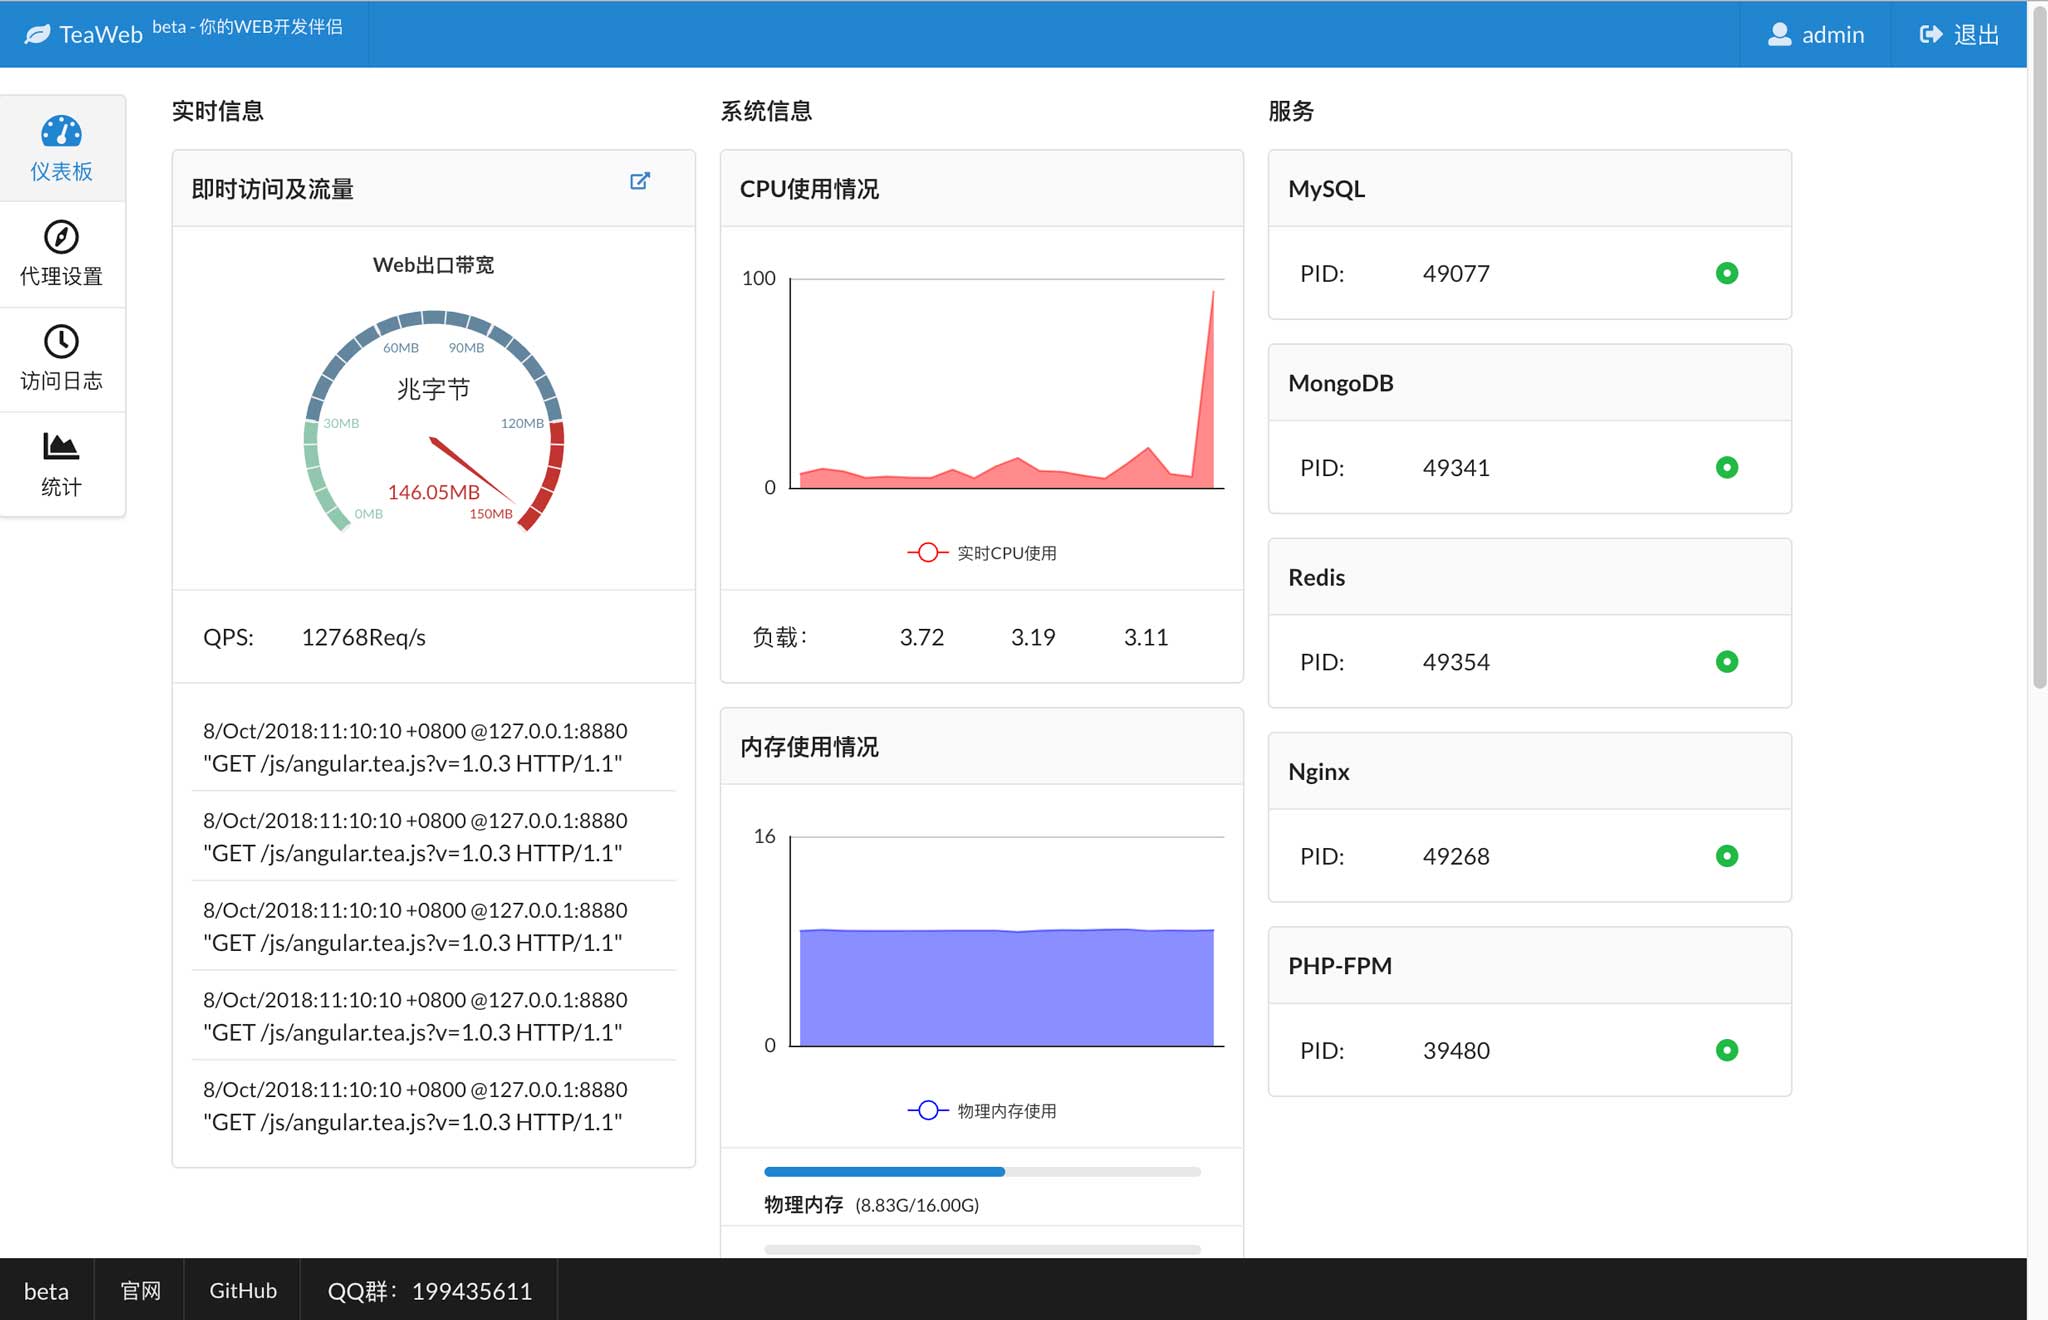 TeaWeb beta - 你的WEB开发伴侣
admin
退出
仪表板
代理设置
访问日志
统计
实时信息
即时访问及流量
Web出口带宽
60MB
90MB
兆字节
30MB
120MB
146.05MB
0MB
150MB
QPS: 12768Req/s
8/Oct/2018:11:10:10 +0800 @127.0.0.1:8880
"GET /js/angular.tea.js?v=1.0.3 HTTP/1.1"
8/Oct/2018:11:10:10 +0800 @127.0.0.1:8880
"GET /js/angular.tea.js?v=1.0.3 HTTP/1.1"
8/Oct/2018:11:10:10 +0800 @127.0.0.1:8880
"GET /js/angular.tea.js?v=1.0.3 HTTP/1.1"
8/Oct/2018:11:10:10 +0800 @127.0.0.1:8880
"GET /js/angular.tea.js?v=1.0.3 HTTP/1.1"
8/Oct/2018:11:10:10 +0800 @127.0.0.1:8880
"GET /js/angular.tea.js?v=1.0.3 HTTP/1.1"
系统信息
CPU使用情况
100
0
实时CPU使用
负载: 3.72 3.19 3.11
内存使用情况
16
0
物理内存使用
物理内存 (8.83G/16.00G)
服务
MySQL
PID: 49077
MongoDB
PID: 49341
Redis
PID: 49354
Nginx
PID: 49268
PHP-FPM
PID: 39480
beta
官网
GitHub
QQ群: 199435611